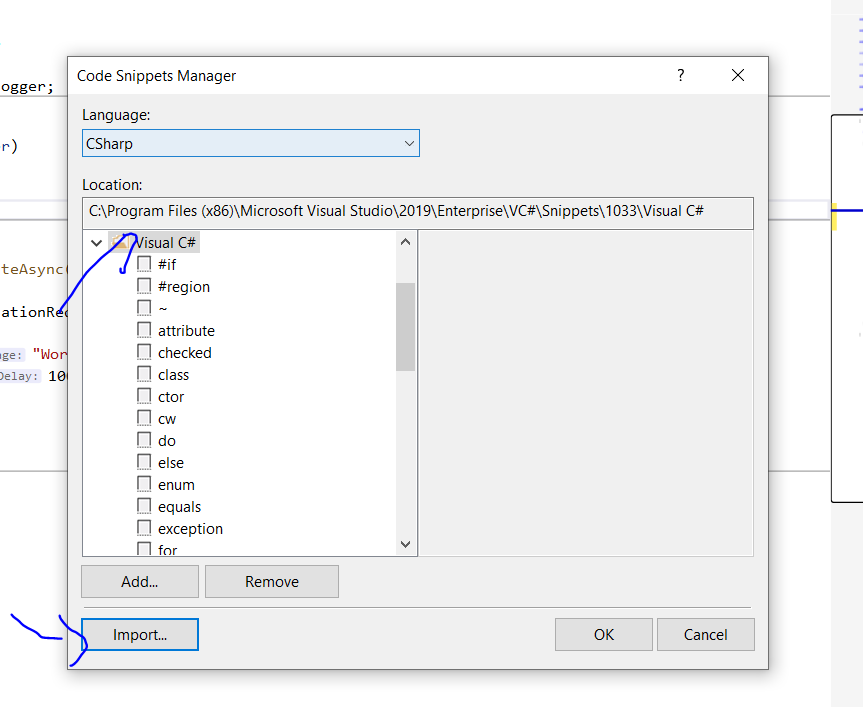 Code Snippets Manager
?
ogger;
Language:
CSharp
r)
Location:
C:\Program Files (x86)\Microsoft Visual Studio\2019\Enterprise\VC#\Snippets\1033\Visual C#
Visual C#
#if
teAsync(
#region
ationRe
~
attribute
age: "Wor
checked
Delay: 10
class
ctor
cw
do
else
enum
equals
exception
for
Add...
Remove
Import...
OK
Cancel